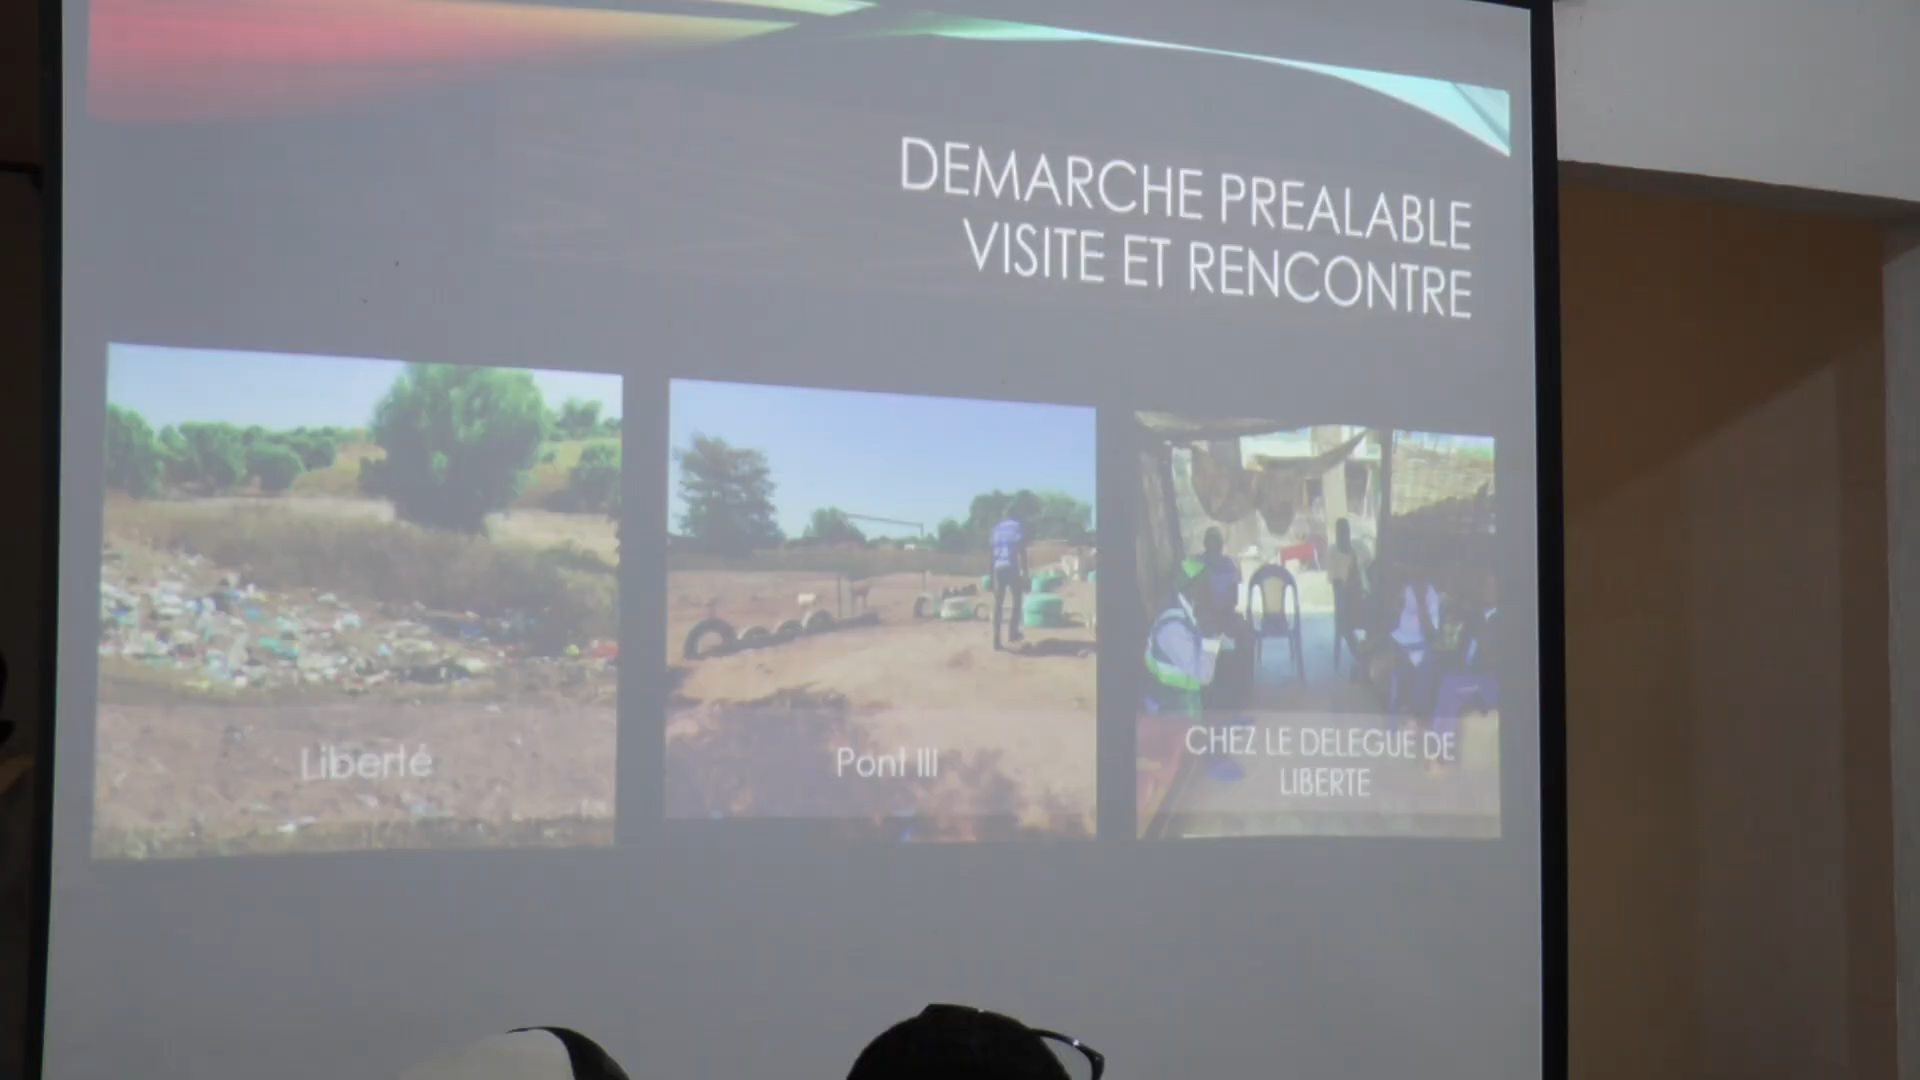 DEMARCHE PREALABLE
VISITE ET RENCONTRE
Liberté
Pont III
CHEZ LE DELEGUE DE
LIBERTE